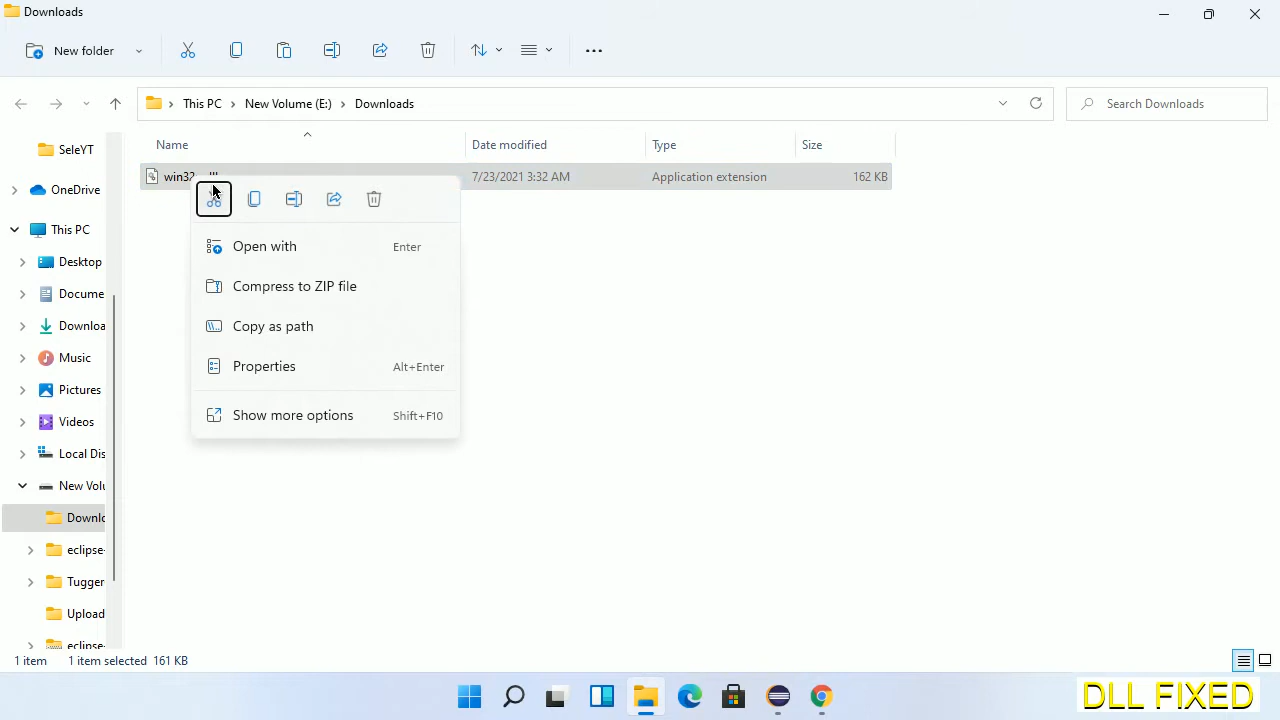 Downloads
New folder
This PC
New Volume (E:)
Downloads
Search Downloads
Name
Date modified
Type
Size
7/23/2021 3:32 AM
Application extension
162 KB
SeleYT
OneDrive
This PC
Desktop
Docume
Downloa
Music
Pictures
Videos
Local Dis
New Volu
Downlo
eclipse-
Tugger
Upload
eclipse-
Open with Enter
Compress to ZIP file
Copy as path
Properties Alt+Enter
Show more options Shift+F10
1 item 1 item selected 161 KB
DLL FIXED